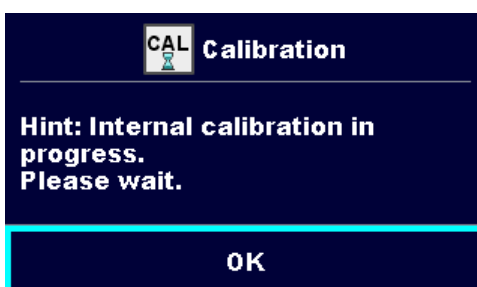 CAL Calibration
Hint: Internal calibration in
progress.
Please wait.
OK